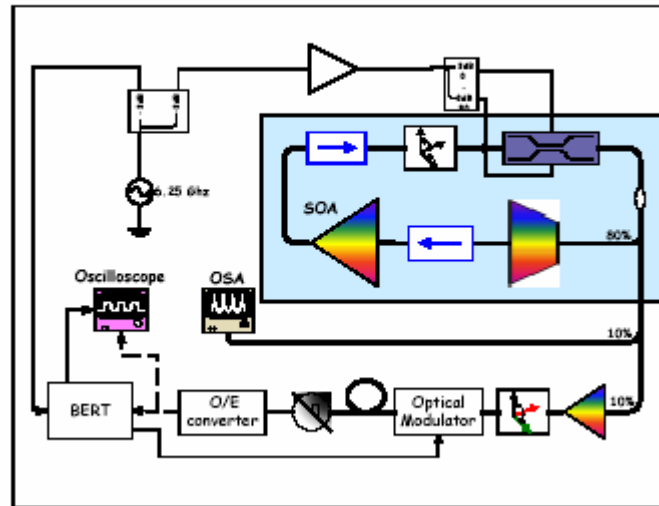 6.25 Ghz
SOA
80%
Oscilloscope
OSA
10%
BERT
O/E
converter
Optical
Modulator
10%